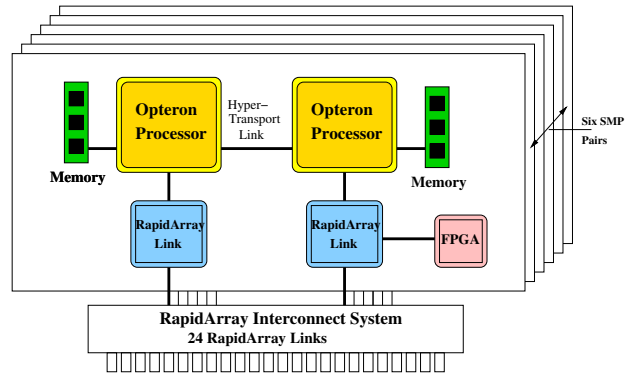 Opteron
Processor
Hyper-
Transport
Link
Opteron
Processor
Six SMP
Pairs
Memory
Memory
RapidArray
Link
RapidArray
Link
FPGA
RapidArray Interconnect System
24 RapidArray Links